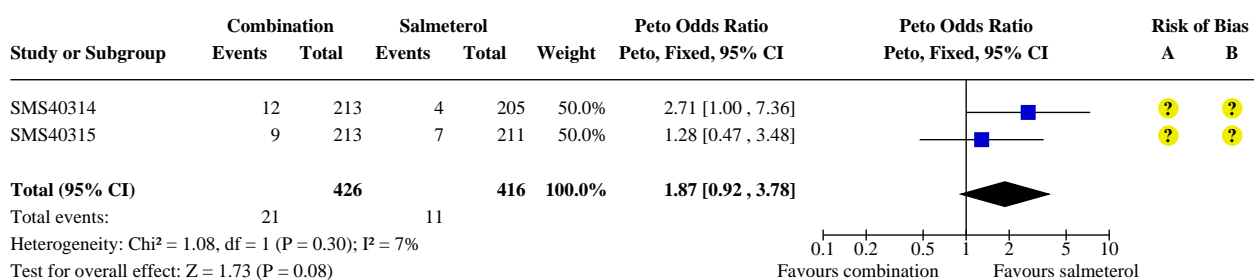 Combination Salmeterol Peto Odds Ratio Peto Odds Ratio Risk of Bias
Study or Subgroup Events Total Events Total Weight Peto, Fixed, 95% CI Peto, Fixed, 95% CI A B
SMS40314 12 213 4 205 50.0% 2.71 [1.00 , 7.36] ? ?
SMS40315 9 213 7 211 50.0% 1.28 [0.47 , 3.48] ? ?
Total (95% CI) 426 416 100.0% 1.87 [0.92 , 3.78]
Total events: 21 11
Heterogeneity: Chi² = 1.08, df = 1 (P = 0.30); I² = 7%
0.1 0.2 0.5 1 2 5 10
Test for overall effect: Z = 1.73 (P = 0.08) Favours combination Favours salmeterol